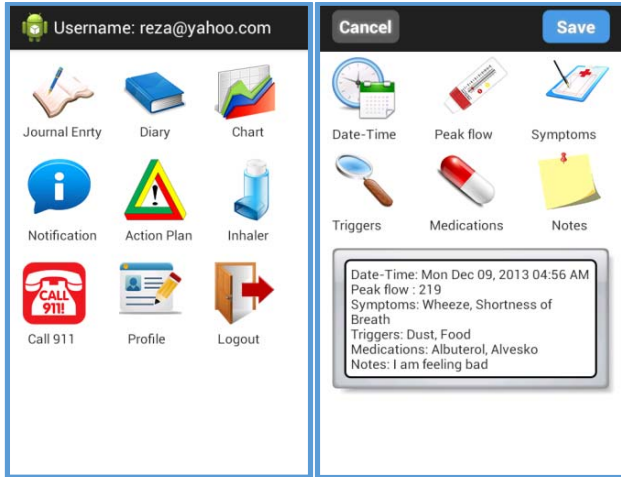 Username: reza@yahoo.com
Journal Enrty Diary Chart
Notification Action Plan Inhaler
CALL
911!
Call 911 Profile Logout
Cancel Save
Date-Time Peak flow Symptoms
Triggers Medications Notes
Date-Time: Mon Dec 09, 2013 04:56 AM
Peak flow : 219
Symptoms: Wheeze, Shortness of
Breath
Triggers: Dust, Food
Medications: Albuterol, Alvesko
Notes: I am feeling bad